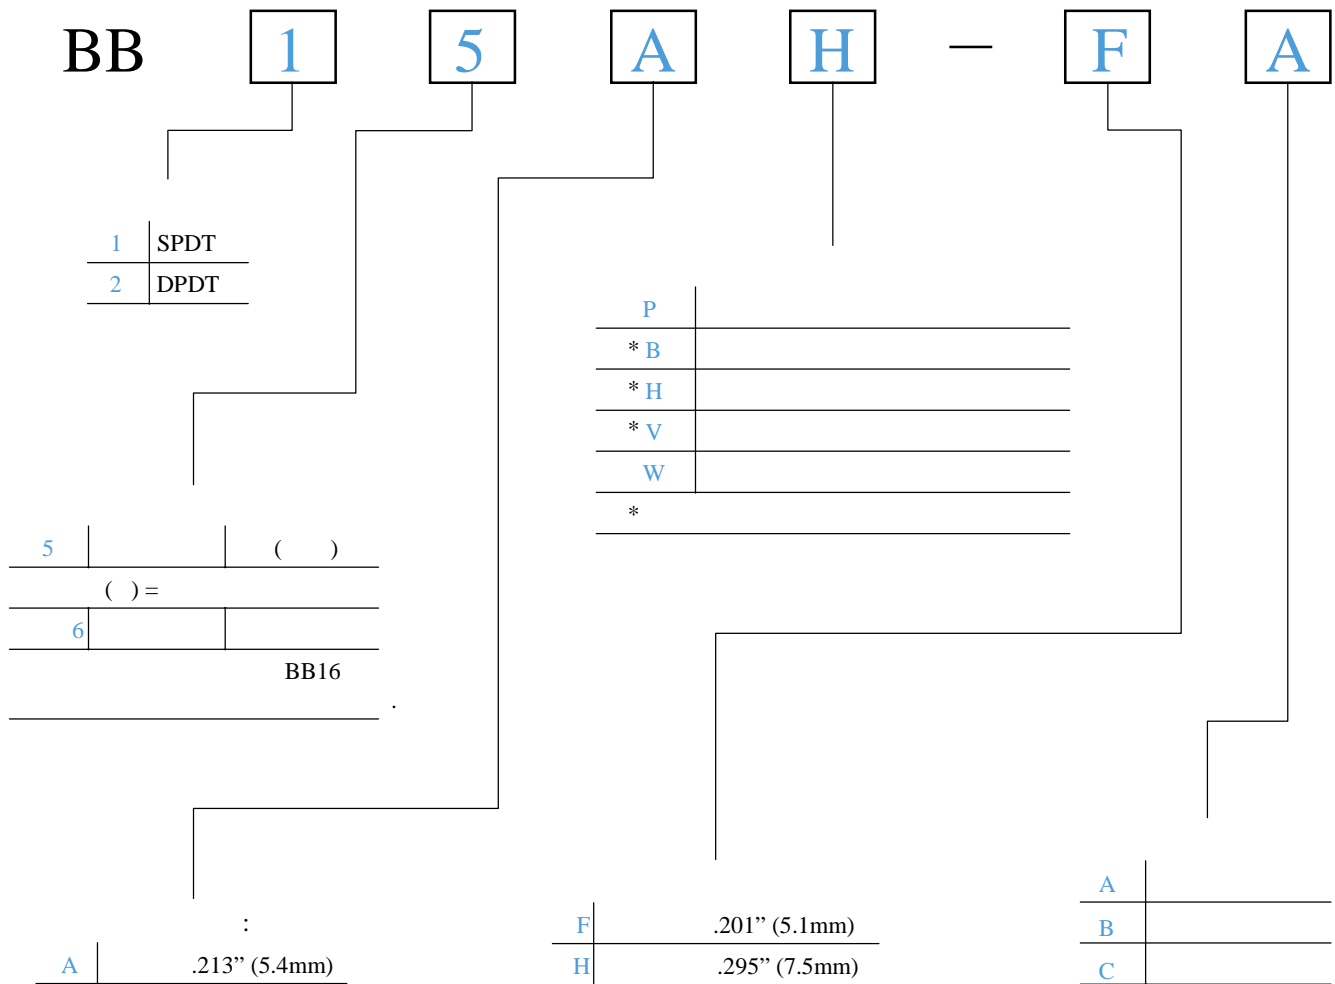 BB 1 5 A H — F A
1 SPDT
2 DPDT
P
* B
* H
* V
W
*
5 ( )
( ) =
6
BB16
.
:
A .213” (5.4mm)
F .201” (5.1mm)
H .295” (7.5mm)
A
B
C